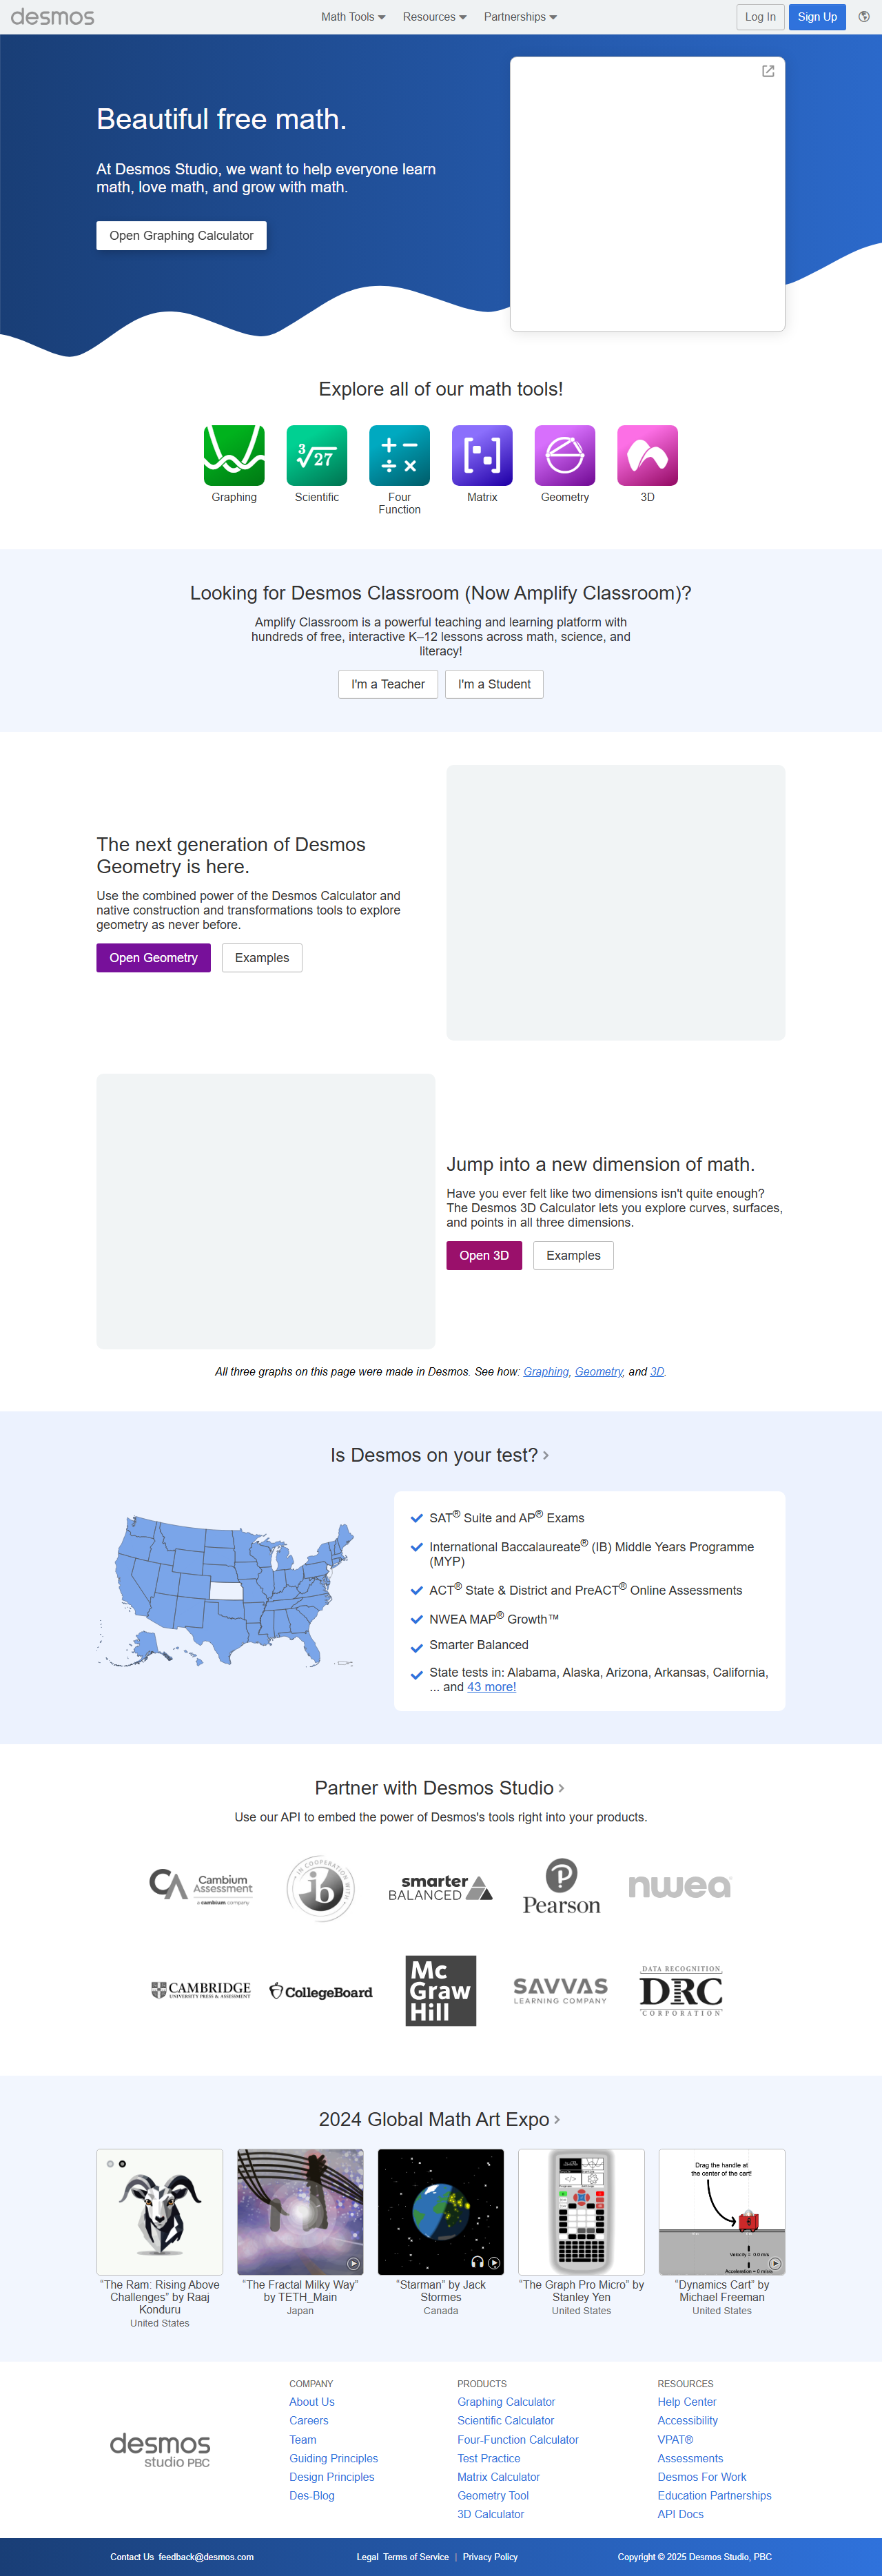 desmos
Math Tools
Resources
Partnerships
Log In
Sign Up
Beautiful free math.
At Desmos Studio, we want to help everyone learn
math, love math, and grow with math.
Open Graphing Calculator
Explore all of our math tools!
3√27
Graphing
Scientific
Four
Function
Matrix
Geometry
3D
Looking for Desmos Classroom (Now Amplify Classroom)?
Amplify Classroom is a powerful teaching and learning platform with
hundreds of free, interactive K–12 lessons across math, science, and
literacy!
I'm a Teacher
I'm a Student
The next generation of Desmos
Geometry is here.
Use the combined power of the Desmos Calculator and
native construction and transformations tools to explore
geometry as never before.
Open Geometry
Examples
Jump into a new dimension of math.
Have you ever felt like two dimensions isn't quite enough?
The Desmos 3D Calculator lets you explore curves, surfaces,
and points in all three dimensions.
Open 3D
Examples
All three graphs on this page were made in Desmos. See how: Graphing, Geometry, and 3D.
Is Desmos on your test?
SAT® Suite and AP® Exams
International Baccalaureate® (IB) Middle Years Programme
(MYP)
ACT® State & District and PreACT® Online Assessments
NWEA MAP® Growth™
Smarter Balanced
State tests in: Alabama, Alaska, Arizona, Arkansas, California,
... and 43 more!
Partner with Desmos Studio
Use our API to embed the power of Desmos's tools right into your products.
CA
Cambium
Assessment
a cambium company
IN COOPERATION WITH
ib
smarter
BALANCED
P
Pearson
nwea
CAMBRIDGE
UNIVERSITY PRESS & ASSESSMENT
CollegeBoard
Mc
Graw
Hill
SAVVAS
LEARNING COMPANY
DATA RECOGNITION
DRC
CORPORATION
2024 Global Math Art Expo
Drag the handle at
the center of the cart!
Velocity = 0.0 m/s
Acceleration = 0 m/s
“The Ram: Rising Above
Challenges” by Raaj
Konduru
United States
“The Fractal Milky Way”
by TETH_Main
Japan
“Starman” by Jack
Stormes
Canada
“The Graph Pro Micro” by
Stanley Yen
United States
“Dynamics Cart” by
Michael Freeman
United States
desmos
studio PBC
COMPANY
About Us
Careers
Team
Guiding Principles
Design Principles
Des-Blog
PRODUCTS
Graphing Calculator
Scientific Calculator
Four-Function Calculator
Test Practice
Matrix Calculator
Geometry Tool
3D Calculator
RESOURCES
Help Center
Accessibility
VPAT®
Assessments
Desmos For Work
Education Partnerships
API Docs
Contact Us feedback@desmos.com
Legal Terms of Service | Privacy Policy
Copyright © 2025 Desmos Studio, PBC